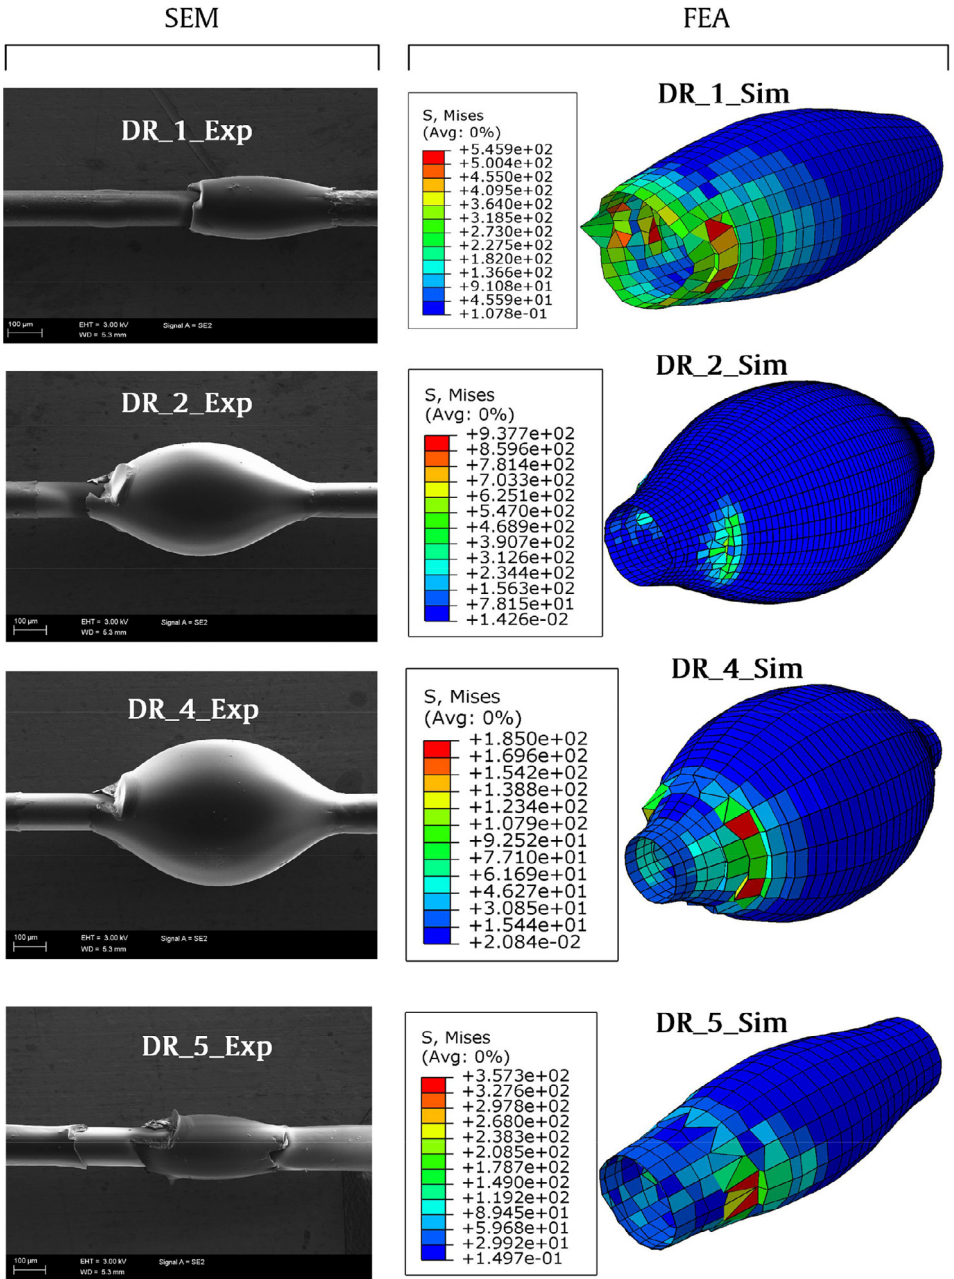 SEM
FEA
DR_1_Exp
100 µm
EHT = 3.00 kV
WD = 5.3 mm
Signal A = SE2
S, Mises
(Avg: 0%)
+5.459e+02
+5.004e+02
+4.550e+02
+4.095e+02
+3.640e+02
+3.185e+02
+2.730e+02
+2.275e+02
+1.820e+02
+1.366e+02
+9.108e+01
+4.559e+01
+1.078e-01
DR_1_Sim
DR_2_Exp
100 µm
EHT = 3.00 kV
WD = 5.3 mm
Signal A = SE2
S, Mises
(Avg: 0%)
+9.377e+02
+8.596e+02
+7.814e+02
+7.033e+02
+6.251e+02
+5.470e+02
+4.689e+02
+3.907e+02
+3.126e+02
+2.344e+02
+1.563e+02
+7.815e+01
+1.426e-02
DR_2_Sim
DR_4_Exp
100 µm
EHT = 3.00 kV
WD = 5.3 mm
Signal A = SE2
S, Mises
(Avg: 0%)
+1.850e+02
+1.696e+02
+1.542e+02
+1.388e+02
+1.234e+02
+1.079e+02
+9.252e+01
+7.710e+01
+6.169e+01
+4.627e+01
+3.085e+01
+1.544e+01
+2.084e-02
DR_4_Sim
DR_5_Exp
100 µm
EHT = 3.00 kV
WD = 5.3 mm
Signal A = SE2
S, Mises
(Avg: 0%)
+3.573e+02
+3.276e+02
+2.978e+02
+2.680e+02
+2.383e+02
+2.085e+02
+1.787e+02
+1.490e+02
+1.192e+02
+8.945e+01
+5.968e+01
+2.992e+01
+1.497e-01
DR_5_Sim